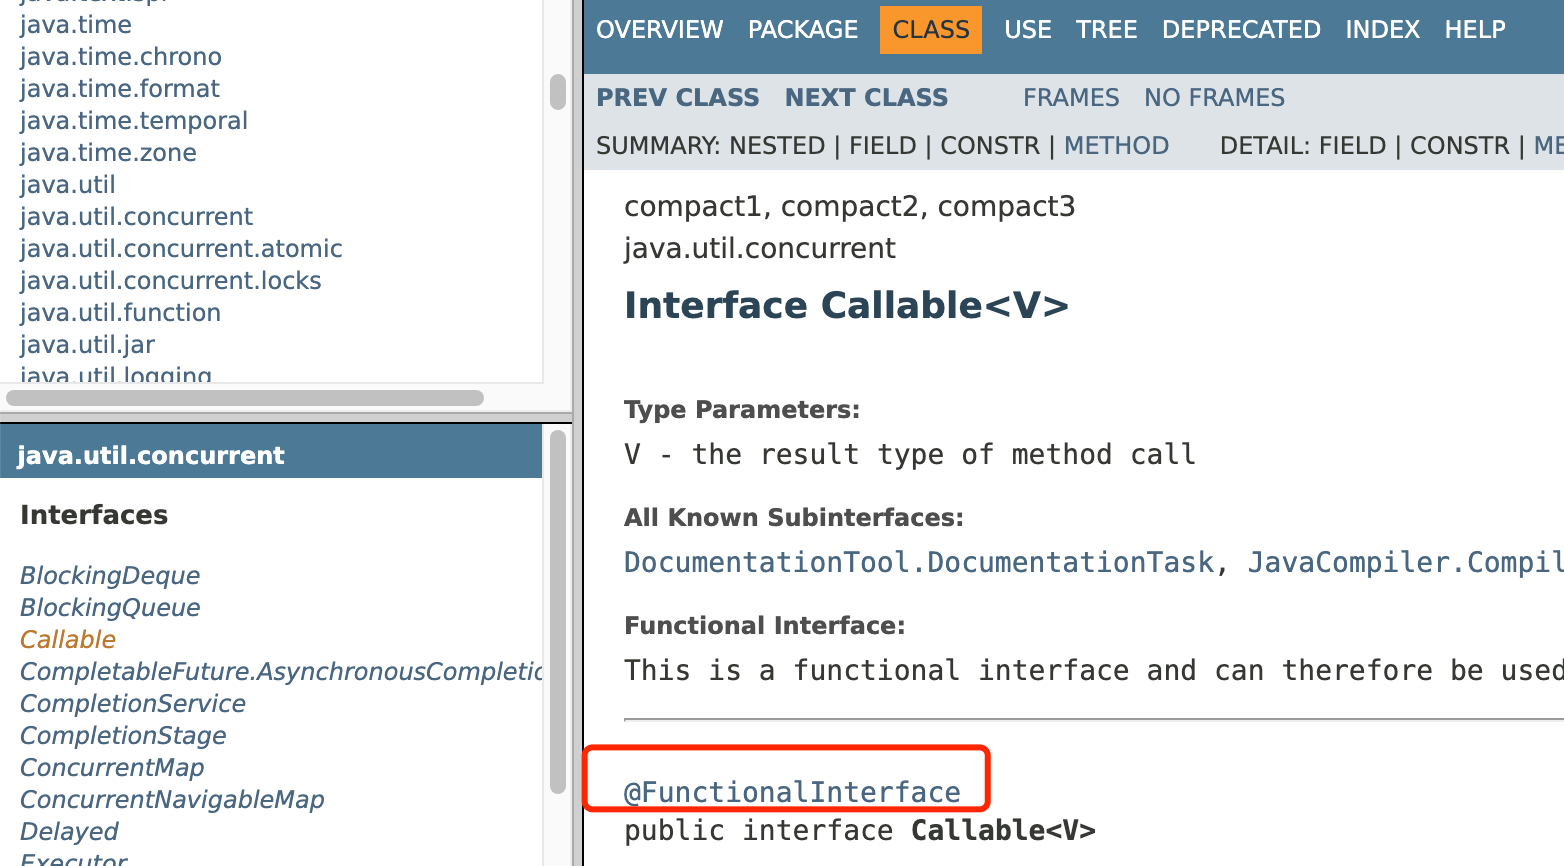 java.time
java.time.chrono
java.time.format
java.time.temporal
java.time.zone
java.util
java.util.concurrent
java.util.concurrent.atomic
java.util.concurrent.locks
java.util.function
java.util.jar
java.util.logging
java.util.concurrent
Interfaces
BlockingDeque
BlockingQueue
Callable
CompletableFuture.AsynchronousCompletic
CompletionService
CompletionStage
ConcurrentMap
ConcurrentNavigableMap
Delayed
Executor
OVERVIEW PACKAGE CLASS USE TREE DEPRECATED INDEX HELP
PREV CLASS NEXT CLASS FRAMES NO FRAMES
SUMMARY: NESTED | FIELD | CONSTR | METHOD DETAIL: FIELD | CONSTR | ME
compact1, compact2, compact3
java.util.concurrent
Interface Callable<V>
Type Parameters:
V - the result type of method call
All Known Subinterfaces:
DocumentationTool.DocumentationTask, JavaCompiler.Compil
Functional Interface:
This is a functional interface and can therefore be used
@FunctionalInterface
public interface Callable<V>